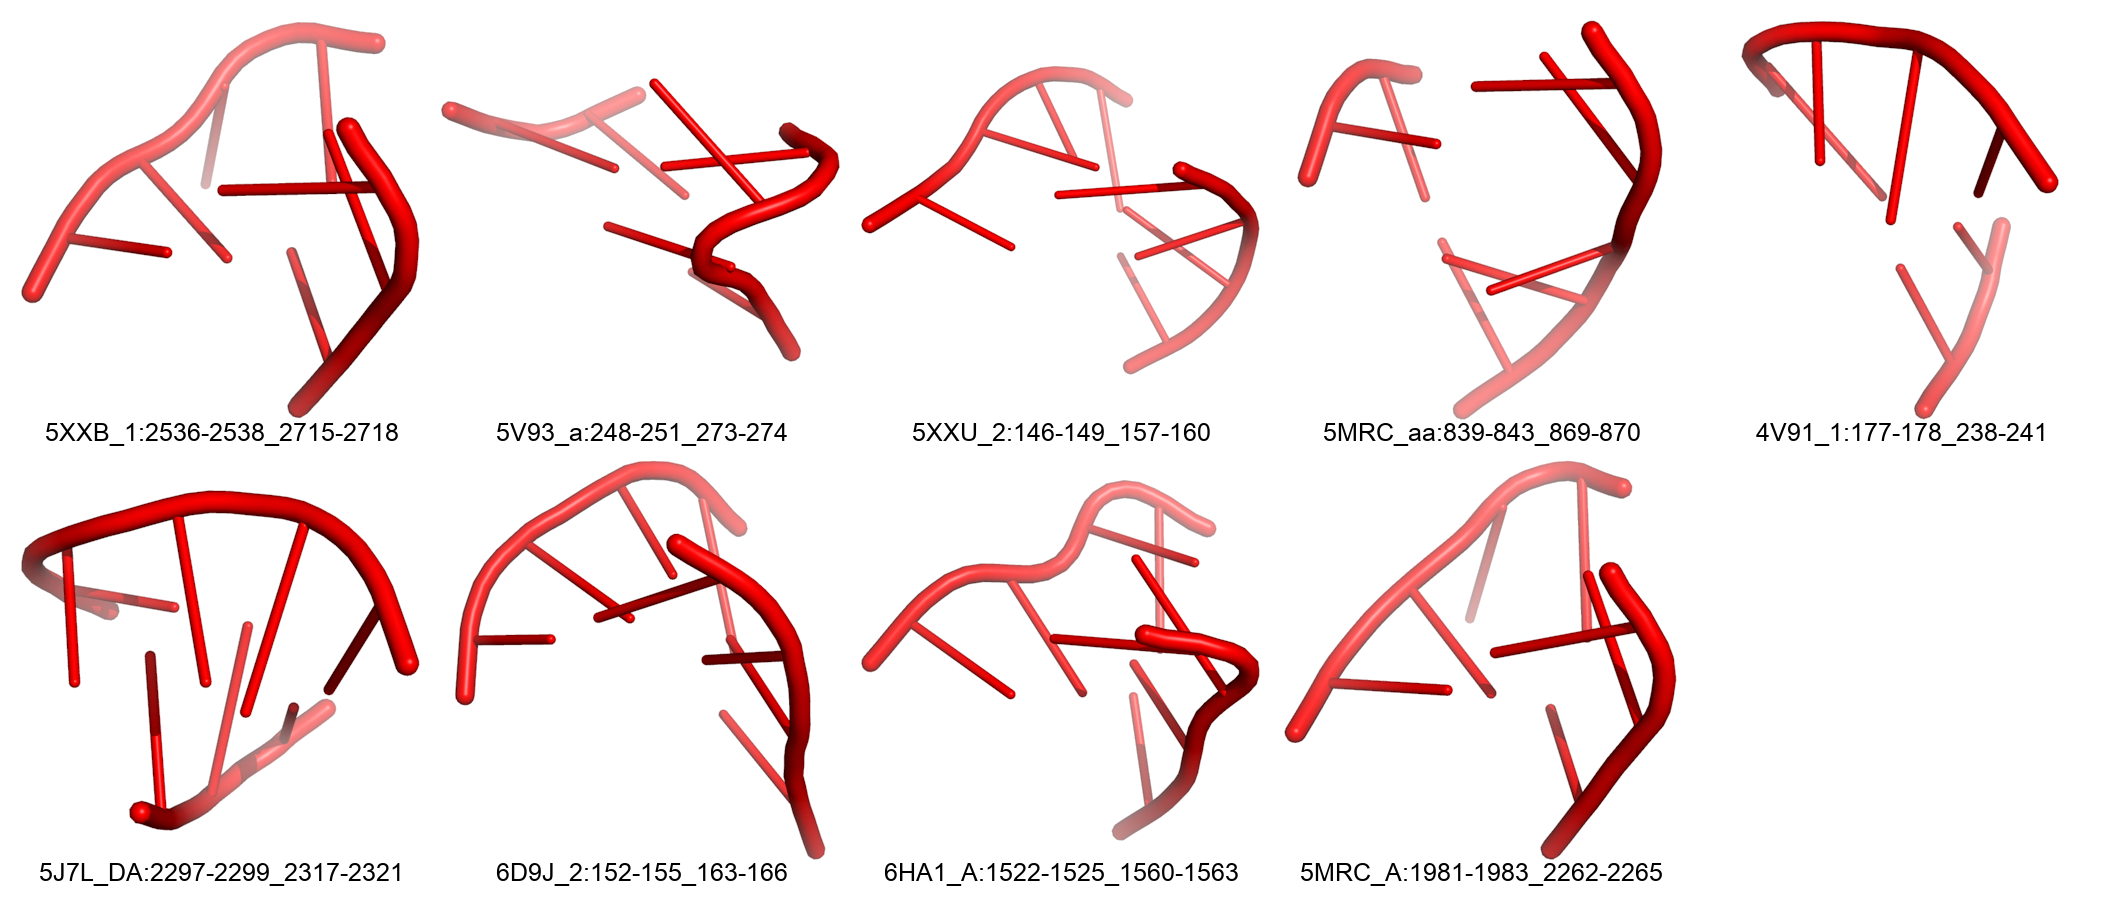 5XXB_1:2536-2538_2715-2718
5V93_a:248-251_273-274
5XXU_2:146-149_157-160
5MRC_aa:839-843_869-870
4V91_1:177-178_238-241
5J7L_DA:2297-2299_2317-2321
6D9J_2:152-155_163-166
6HA1_A:1522-1525_1560-1563
5MRC_A:1981-1983_2262-2265